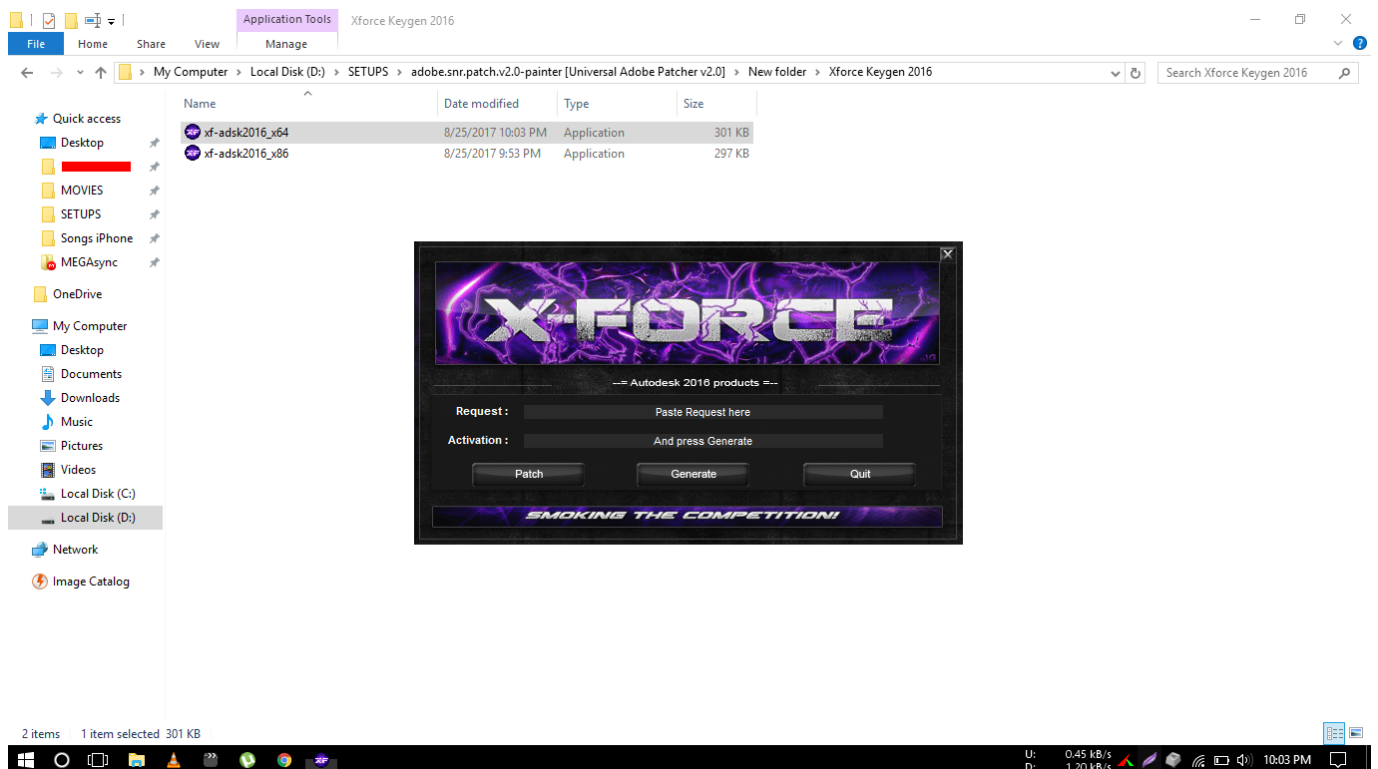 Application Tools Xforce Keygen 2016
File Home Share View Manage
My Computer > Local Disk (D:) > SETUPS > adobe.snr.patch.v2.0-painter [Universal Adobe Patcher v2.0] > New folder > Xforce Keygen 2016
Search Xforce Keygen 2016
Name Date modified Type Size
xf-adsk2016_x64 8/25/2017 10:03 PM Application 301 KB
xf-adsk2016_x86 8/25/2017 9:53 PM Application 297 KB
Quick access
Desktop
MOVIES
SETUPS
Songs iPhone
MEGAsync
OneDrive
My Computer
Desktop
Documents
Downloads
Music
Pictures
Videos
Local Disk (C:)
Local Disk (D:)
Network
Image Catalog
X-FORCE
--= Autodesk 2016 products =--
Request : Paste Request here
Activation : And press Generate
Patch Generate Quit
SMOKING THE COMPETITION!
2 items 1 item selected 301 KB
U: 0.45 kB/s
D: 1.20 kB/s
10:03 PM